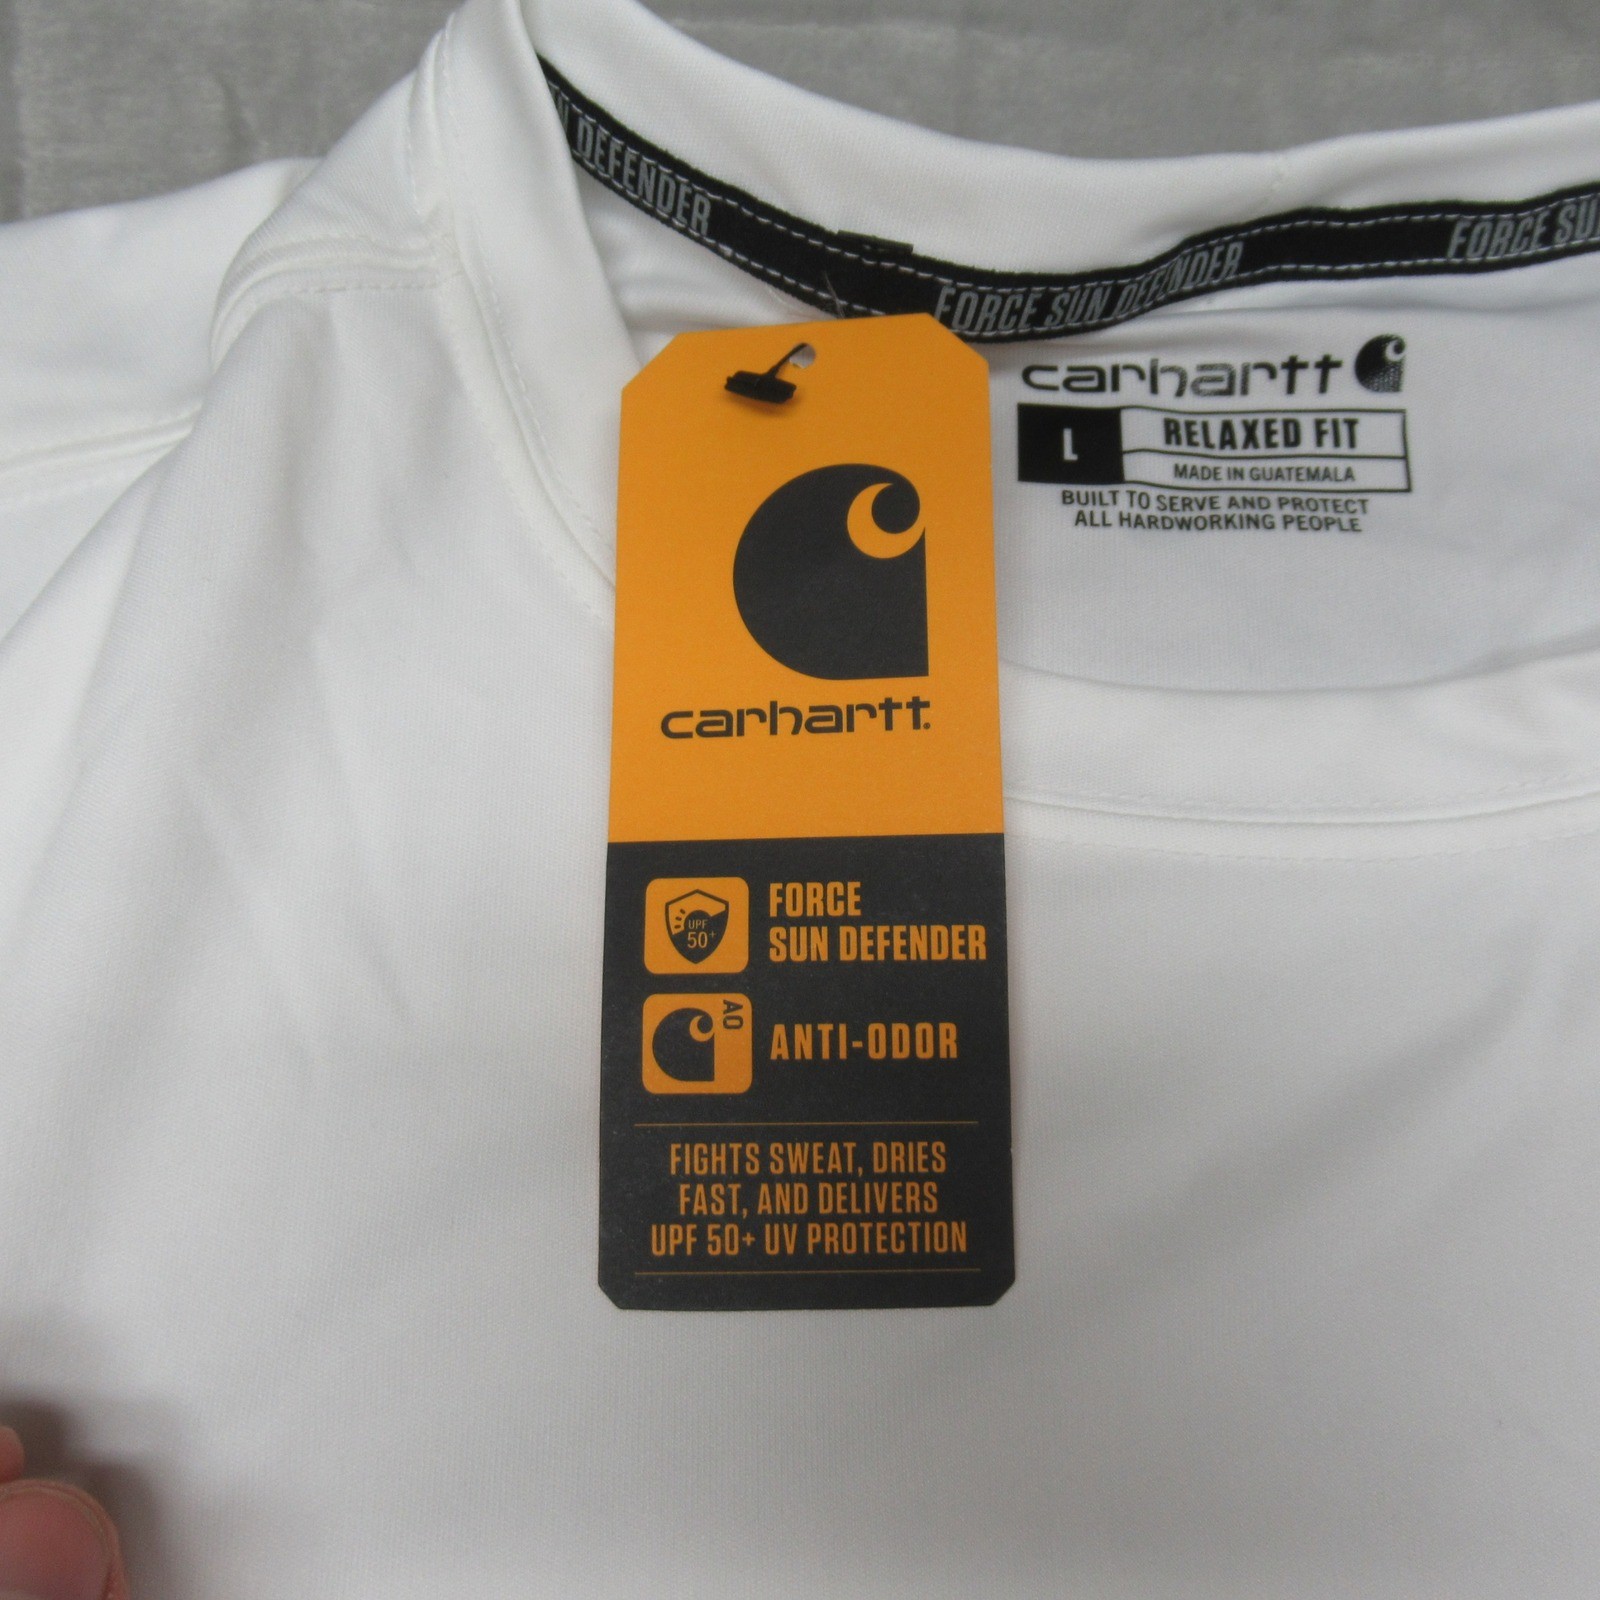 N DEFENDER
FORCE SUN DEFENDER
FORCE SU
carhartt
L
RELAXED FIT
MADE IN GUATEMALA
BUILT TO SERVE AND PROTECT
ALL HARDWORKING PEOPLE
carhartt.
UPF
50+
FORCE
SUN DEFENDER
AO
ANTI-ODOR
FIGHTS SWEAT, DRIES
FAST, AND DELIVERS
UPF 50+ UV PROTECTION